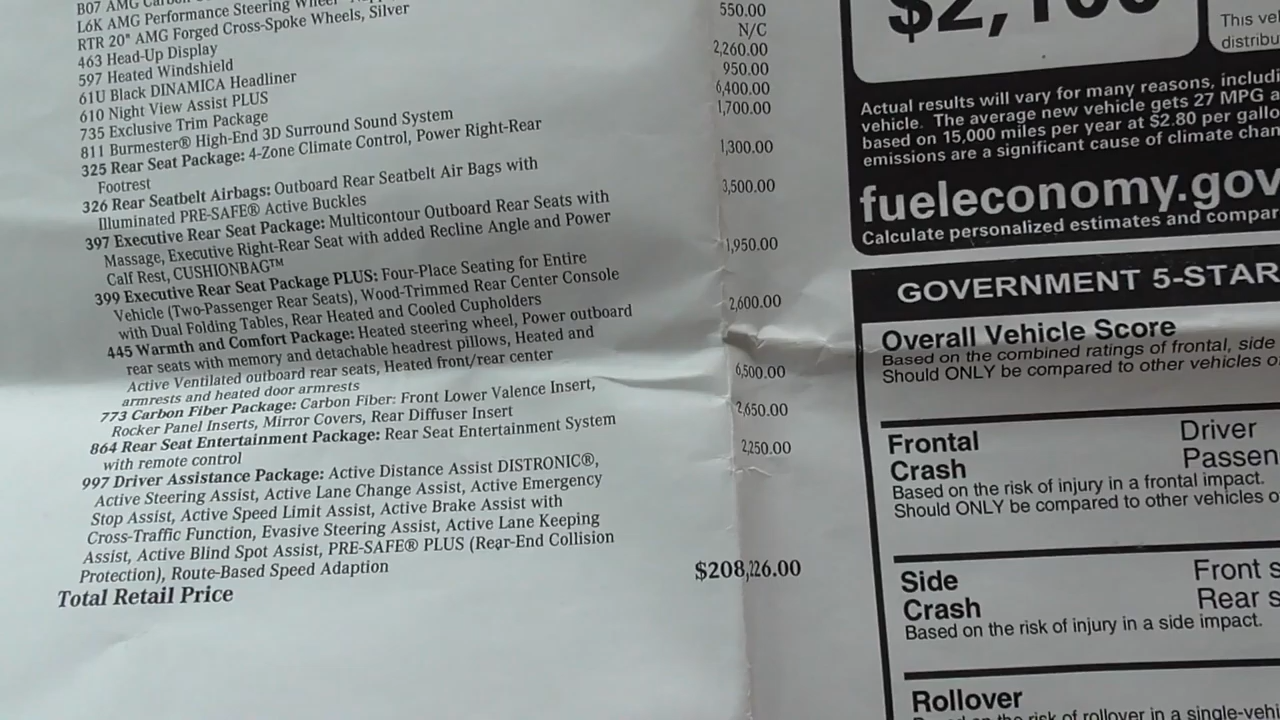 B07 AMG Carbon
L6K AMG Performance Steering Wheel
RTR 20" AMG Forged Cross-Spoke Wheels, Silver
463 Head-Up Display
597 Heated Windshield
61U Black DINAMICA Headliner
610 Night View Assist PLUS
735 Exclusive Trim Package
811 Burmester® High-End 3D Surround Sound System
325 Rear Seat Package: 4-Zone Climate Control, Power Right-Rear
Footrest
326 Rear Seatbelt Airbags: Outboard Rear Seatbelt Air Bags with
Illuminated PRE-SAFE® Active Buckles
397 Executive Rear Seat Package: Multicontour Outboard Rear Seats with
Massage, Executive Right-Rear Seat with added Recline Angle and Power
Calf Rest, CUSHIONBAG™
399 Executive Rear Seat Package PLUS: Four-Place Seating for Entire
Vehicle (Two-Passenger Rear Seats), Wood-Trimmed Rear Center Console
with Dual Folding Tables, Rear Heated and Cooled Cupholders
445 Warmth and Comfort Package: Heated steering wheel, Power outboard
rear seats with memory and detachable headrest pillows, Heated and
Active Ventilated outboard rear seats, Heated front/rear center
armrests and heated door armrests
773 Carbon Fiber Package: Carbon Fiber: Front Lower Valence Insert,
Rocker Panel Inserts, Mirror Covers, Rear Diffuser Insert
864 Rear Seat Entertainment Package: Rear Seat Entertainment System
with remote control
997 Driver Assistance Package: Active Distance Assist DISTRONIC®,
Active Steering Assist, Active Lane Change Assist, Active Emergency
Stop Assist, Active Speed Limit Assist, Active Brake Assist with
Cross-Traffic Function, Evasive Steering Assist, Active Lane Keeping
Assist, Active Blind Spot Assist, PRE-SAFE® PLUS (Rear-End Collision
Protection), Route-Based Speed Adaption
Total Retail Price
550.00
N/C
2,260.00
950.00
6,400.00
1,700.00
1,300.00
3,500.00
1,950.00
2,600.00
6,500.00
2,650.00
2,250.00
$208,226.00
$2,100
This
distribu
Actual results will vary for many reasons, includi
vehicle. The average new vehicle gets 27 MPG a
based on 15,000 miles per year at $2.80 per gallo
emissions are a significant cause of climate chan
fueleconomy.gov
Calculate personalized estimates and compar
GOVERNMENT 5-STAR
Overall Vehicle Score
Based on the combined ratings of frontal, side
Should ONLY be compared to other vehicles o
Frontal
Crash
Driver
Passen
Based on the risk of injury in a frontal impact.
Should ONLY be compared to other vehicles o
Side
Crash
Front s
Rear s
Based on the risk of injury in a side impact.
Rollover
of rollover in a single-vehi